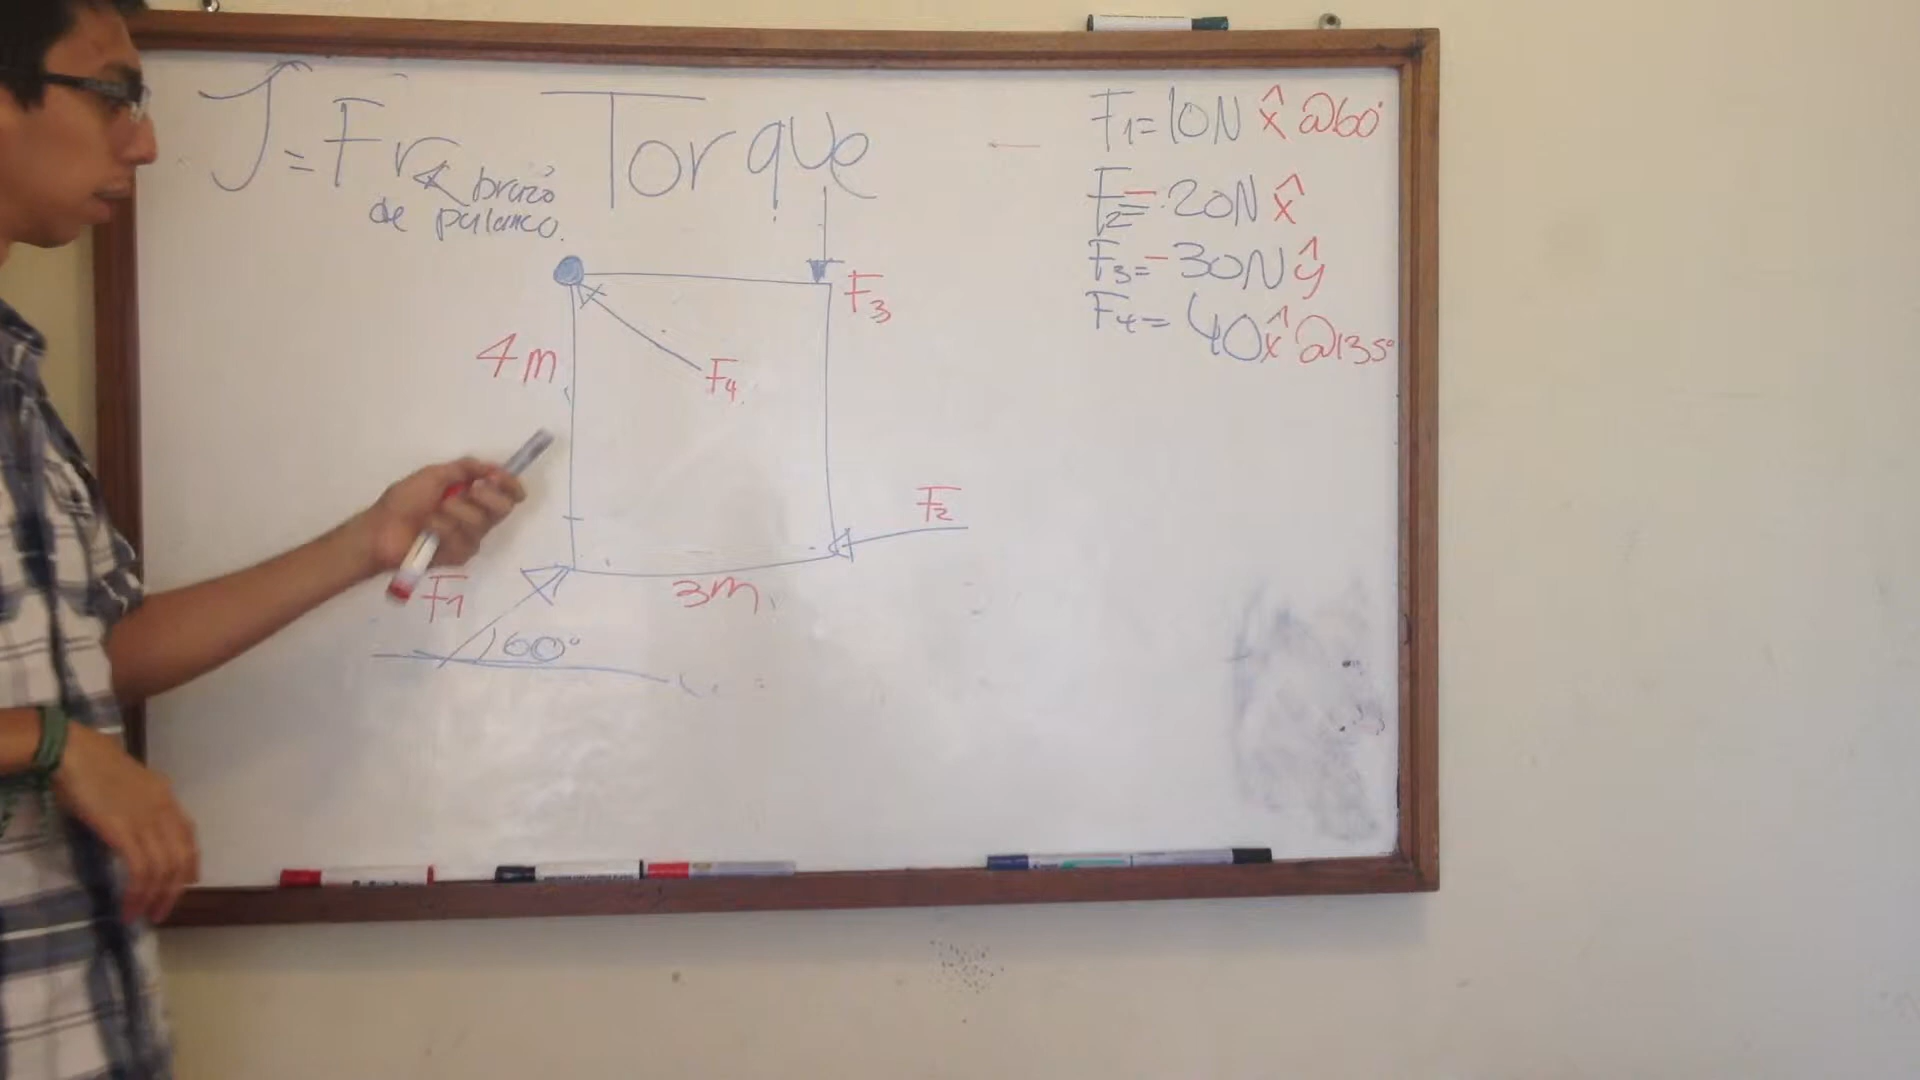 τ = Fr brazo
de palanca.
Torque
F1 = 10N x̂ @60°
F2 = -20N x̂
F3 = -30N ŷ
F4 = 40 x̂ @135°
F3
4m
F4
F2
3m
F1
60°